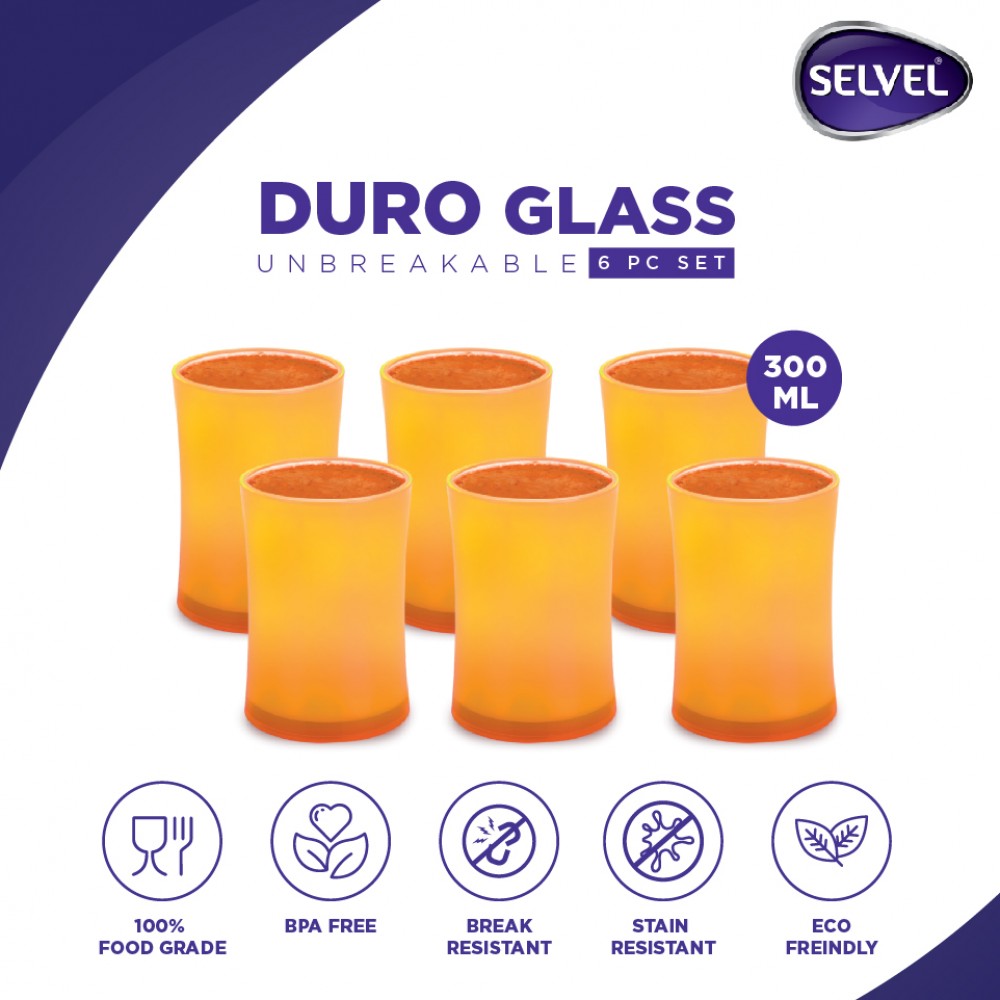 SELVEL®
DURO GLASS
UNBREAKABLE 6 PC SET
300
ML
100%
FOOD GRADE
BPA FREE
BREAK
RESISTANT
STAIN
RESISTANT
ECO
FREINDLY